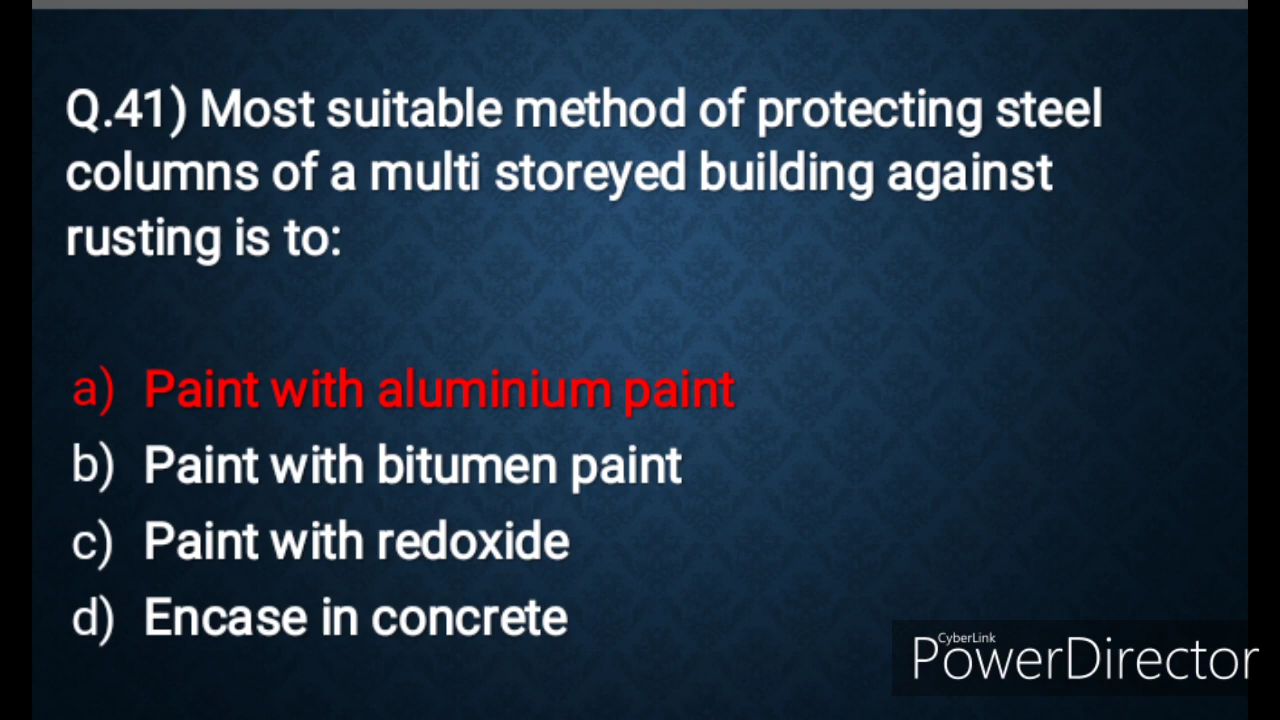 Q.41) Most suitable method of protecting steel
columns of a multi storeyed building against
rusting is to:
a) Paint with aluminium paint
b) Paint with bitumen paint
c) Paint with redoxide
d) Encase in concrete
CyberLink
PowerDirector